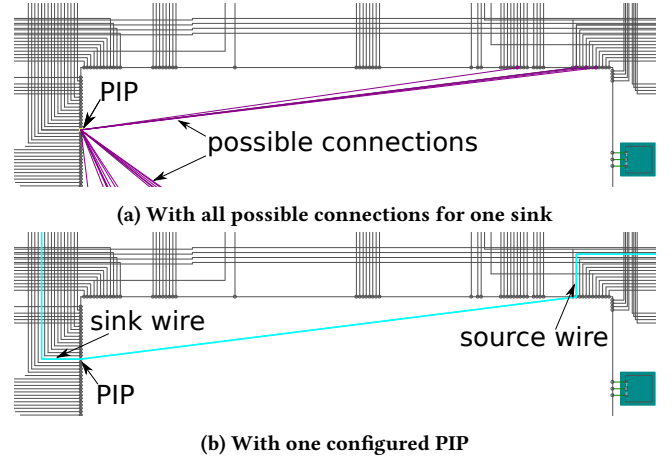 PIP
possible connections
(a) With all possible connections for one sink
sink wire
source wire
PIP
(b) With one configured PIP